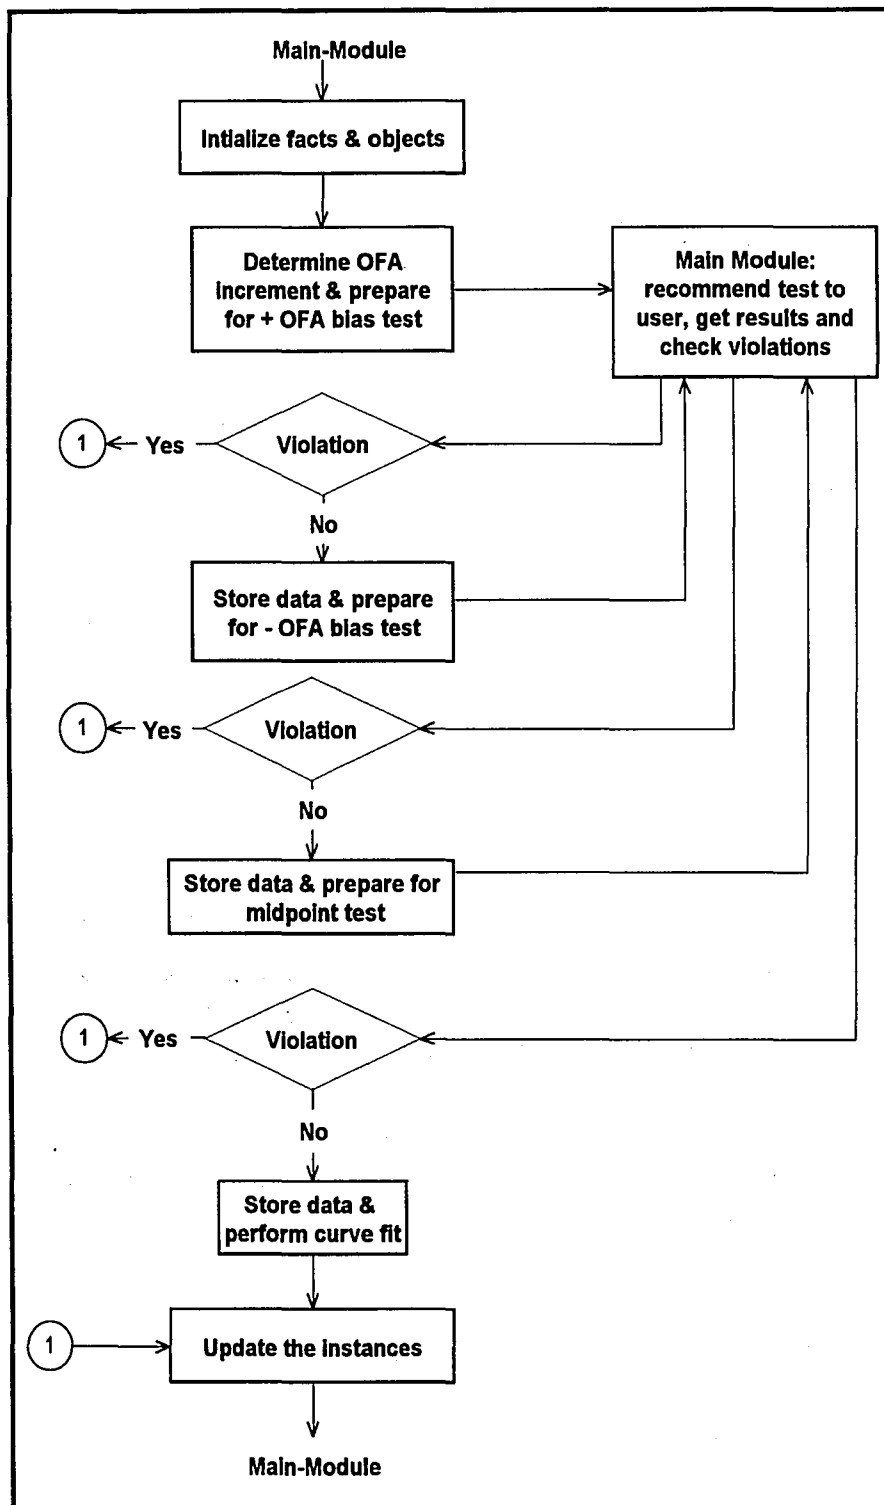 Main-Module
Intialize facts & objects
Determine OFA
increment & prepare
for + OFA bias test
Main Module:
recommend test to
user, get results and
check violations
1
Yes
Violation
No
Store data & prepare
for - OFA bias test
1
Yes
Violation
No
Store data & prepare for
midpoint test
1
Yes
Violation
No
Store data &
perform curve fit
1
Update the instances
Main-Module